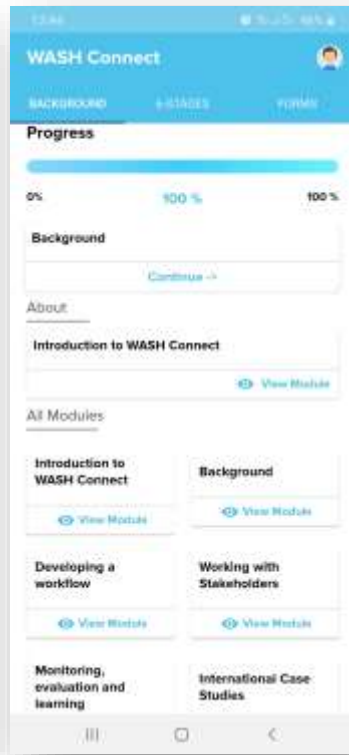 WASH Connect
BACKGROUND 6-STAGES FORMS
Progress
0% 100 % 100 %
Background
Continue ->
About
Introduction to WASH Connect
View Module
All Modules
Introduction to
WASH Connect
View Module
Background
View Module
Developing a
workflow
View Module
Working with
Stakeholders
View Module
Monitoring,
evaluation and
learning
International Case
Studies